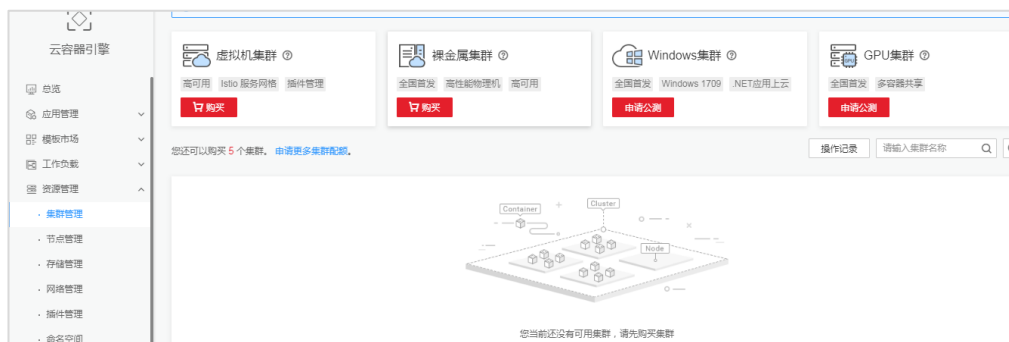 云容器引擎
总览
应用管理
模板市场
工作负载
资源管理
集群管理
节点管理
存储管理
网络管理
插件管理
命名空间
虚拟机集群
高可用 Istio 服务网格 插件管理
购买
裸金属集群
全国首发 高性能物理机 高可用
购买
Windows集群
全国首发 Windows 1709 .NET应用上云
申请公测
GPU集群
全国首发 多容器共享
申请公测
您还可以购买 5 个集群。 申请更多集群配额。
操作记录 请输入集群名称
Container
Cluster
Node
您当前还没有可用集群，请先购买集群